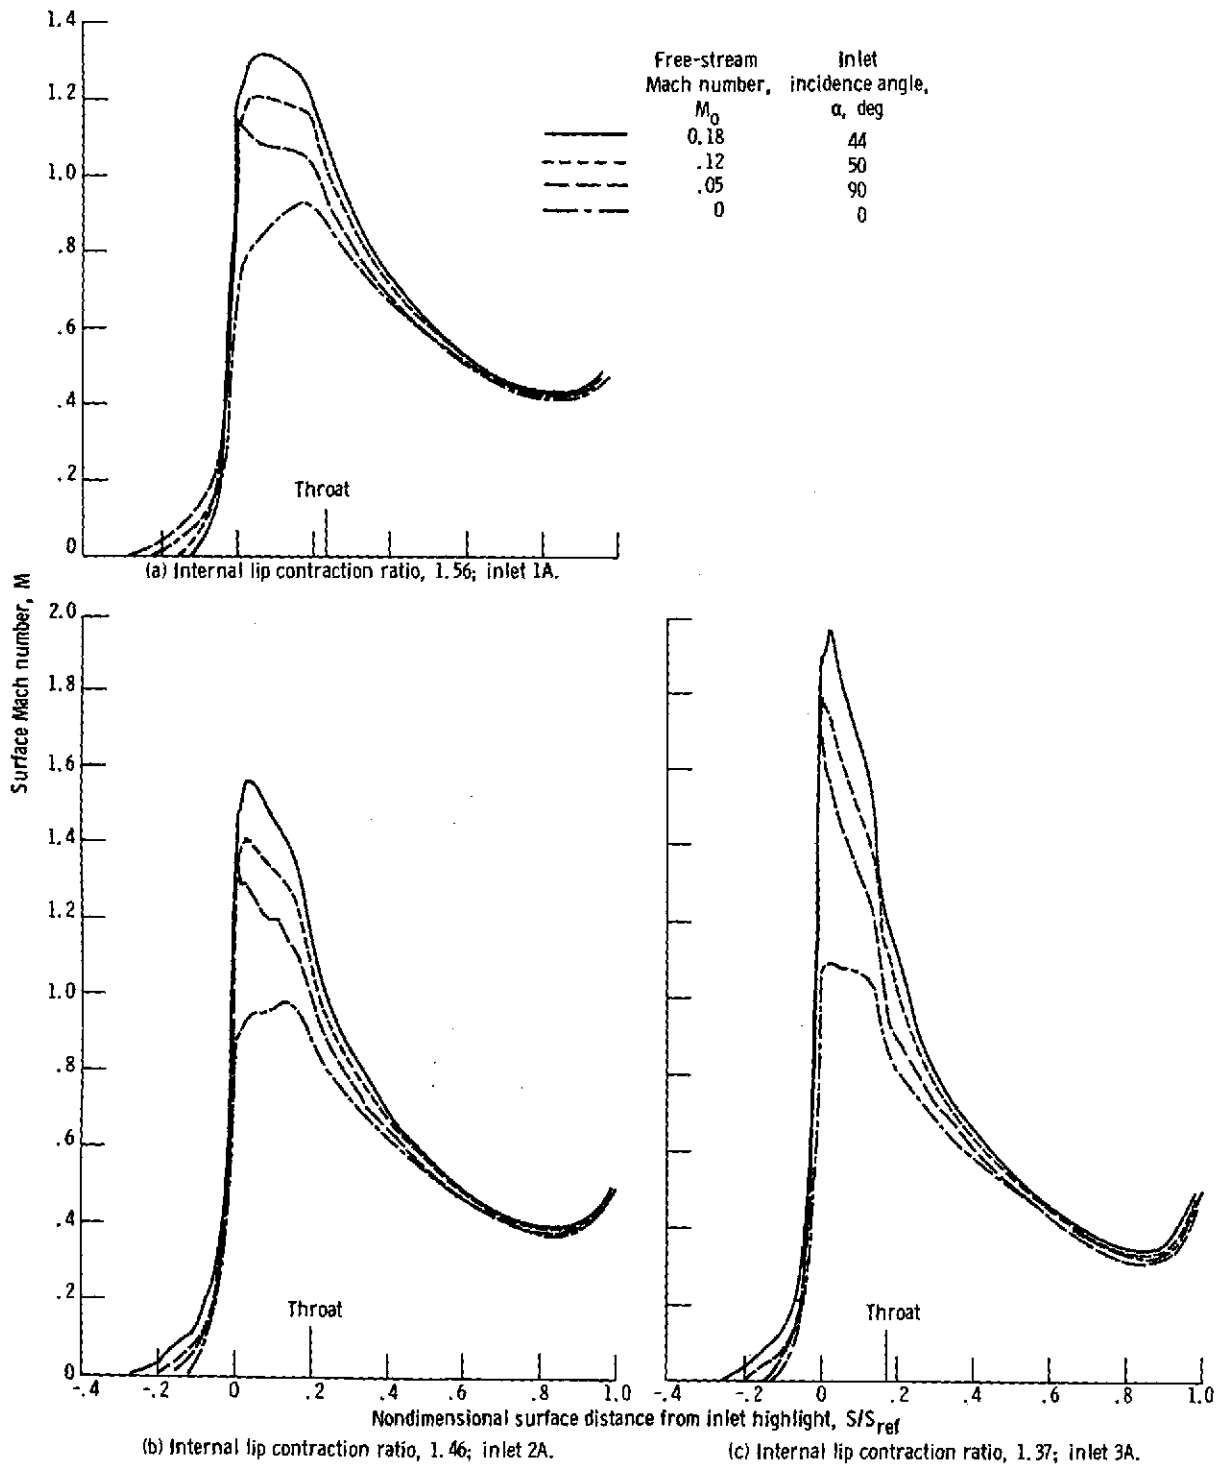 1.4
1.2
1.0
.8
.6
.4
.2
0
Free-stream Mach number, M0
Inlet incidence angle, α, deg
0.18 44
.12 50
.05 90
0 0
Throat
(a) Internal lip contraction ratio, 1.56; inlet 1A.
Surface Mach number, M
2.0
1.8
1.6
1.4
1.2
1.0
.8
.6
.4
.2
0
Throat
Throat
-.4 -.2 0 .2 .4 .6 .8 1.0
-.4 -.2 0 .2 .4 .6 .8 1.0
Nondimensional surface distance from inlet highlight, S/Sref
(b) Internal lip contraction ratio, 1.46; inlet 2A.
(c) Internal lip contraction ratio, 1.37; inlet 3A.